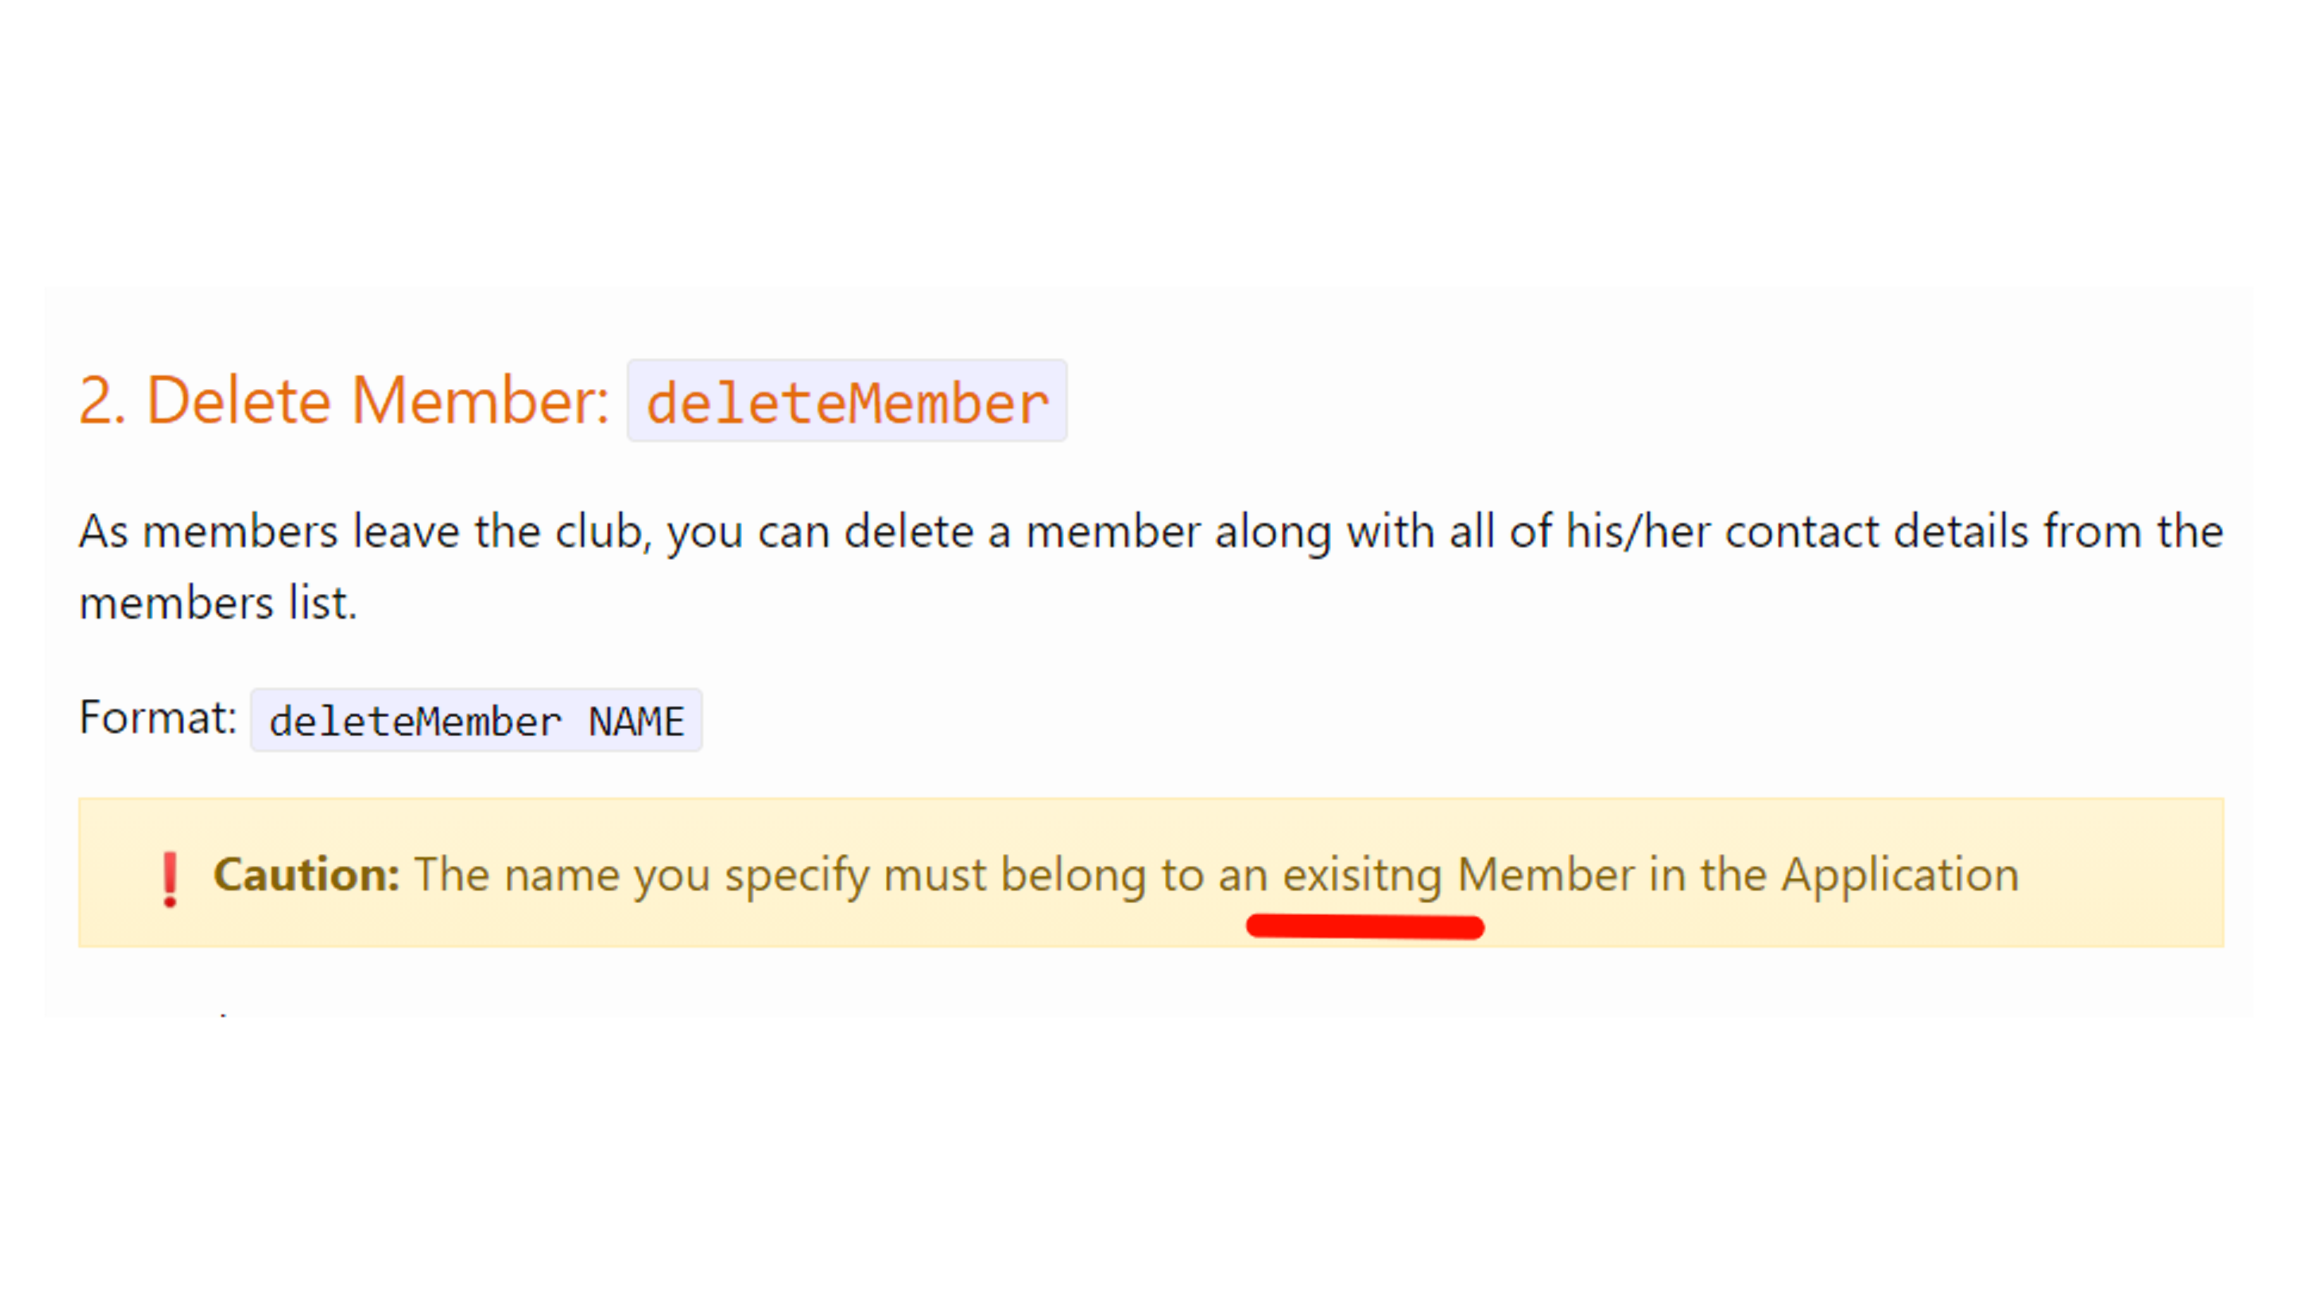 2. Delete Member: deleteMember
As members leave the club, you can delete a member along with all of his/her contact details from the
members list.
Format: deleteMember NAME
Caution: The name you specify must belong to an exisitng Member in the Application